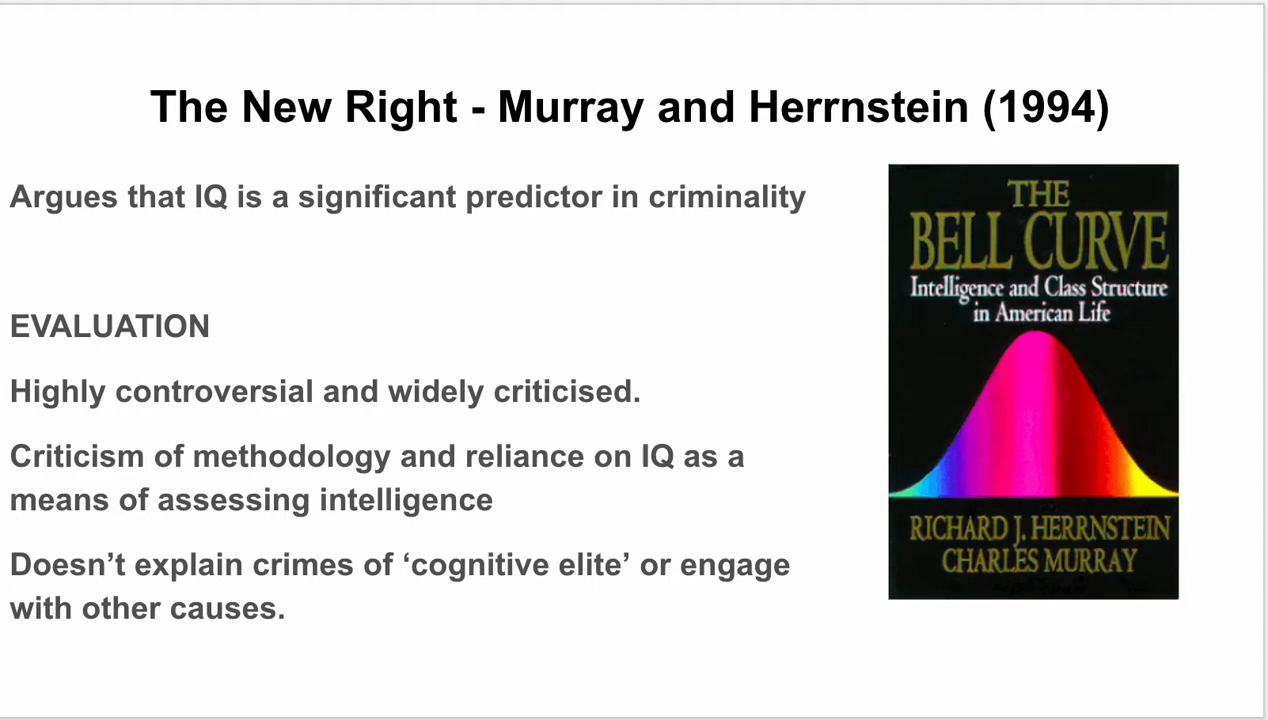 The New Right - Murray and Herrnstein (1994)
Argues that IQ is a significant predictor in criminality
EVALUATION
Highly controversial and widely criticised.
Criticism of methodology and reliance on IQ as a
means of assessing intelligence
Doesn’t explain crimes of ‘cognitive elite’ or engage
with other causes.
THE
BELL CURVE
Intelligence and Class Structure
in American Life
RICHARD J. HERRNSTEIN
CHARLES MURRAY